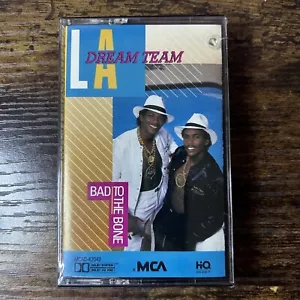 LA
DREAM TEAM
BAD
TO THE BONE
MCA
HQ